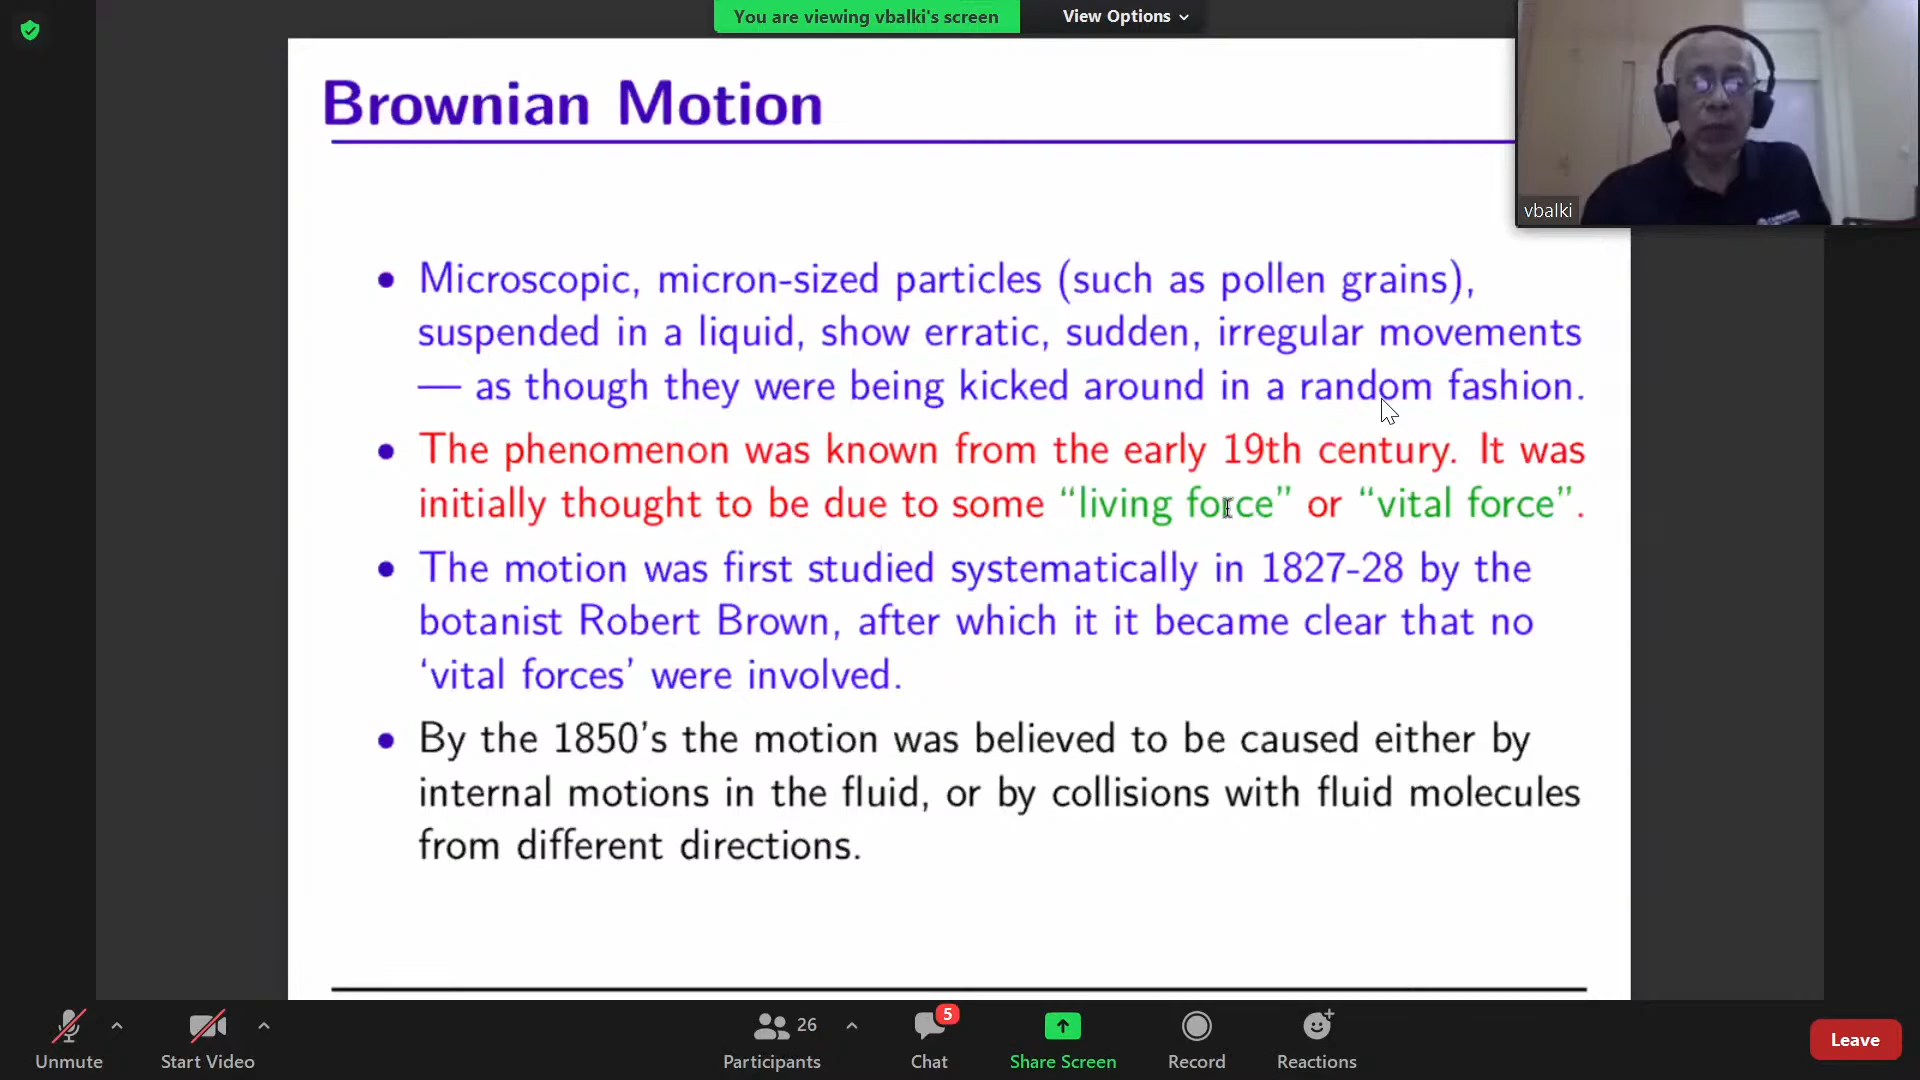 You are viewing vbalki's screen
View Options
Brownian Motion
vbalki
• Microscopic, micron-sized particles (such as pollen grains),
suspended in a liquid, show erratic, sudden, irregular movements
— as though they were being kicked around in a random fashion.
• The phenomenon was known from the early 19th century. It was
initially thought to be due to some “living force” or “vital force”.
• The motion was first studied systematically in 1827-28 by the
botanist Robert Brown, after which it it became clear that no
‘vital forces’ were involved.
• By the 1850’s the motion was believed to be caused either by
internal motions in the fluid, or by collisions with fluid molecules
from different directions.
Unmute
Start Video
26
Participants
5
Chat
Share Screen
Record
Reactions
Leave